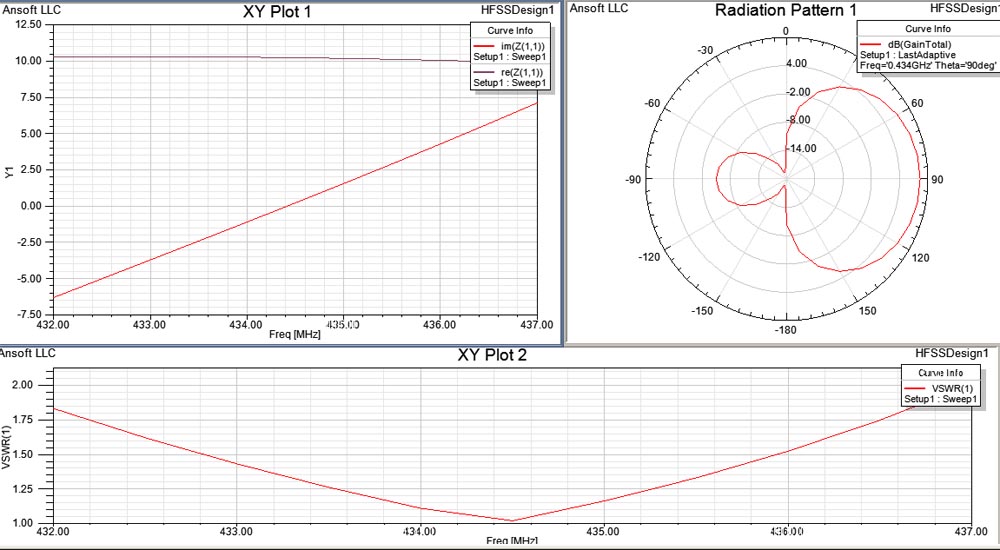 Ansoft LLC
XY Plot 1
HFSSDesign1
Curve Info
im(Z(1,1))
Setup1 : Sweep1
re(Z(1,1))
Setup1 : Sweep1
12.50
10.00
7.50
5.00
2.50
0.00
-2.50
-5.00
-7.50
Y1
432.00
433.00
434.00
435.00
436.00
437.00
Freq [MHz]
Ansoft LLC
Radiation Pattern 1
HFSSDesign1
Curve Info
dB(GainTotal)
Setup1 : LastAdaptive
Freq='0.434GHz' Theta='90deg'
0
-30
-60
60
-90
90
-120
120
-150
150
-180
4.00
-2.00
-8.00
-14.00
Ansoft LLC
XY Plot 2
HFSSDesign1
Curve Info
VSWR(1)
Setup1 : Sweep1
2.00
1.75
1.50
1.25
1.00
VSWR(1)
432.00
433.00
434.00
435.00
436.00
437.00
Freq [MHz]